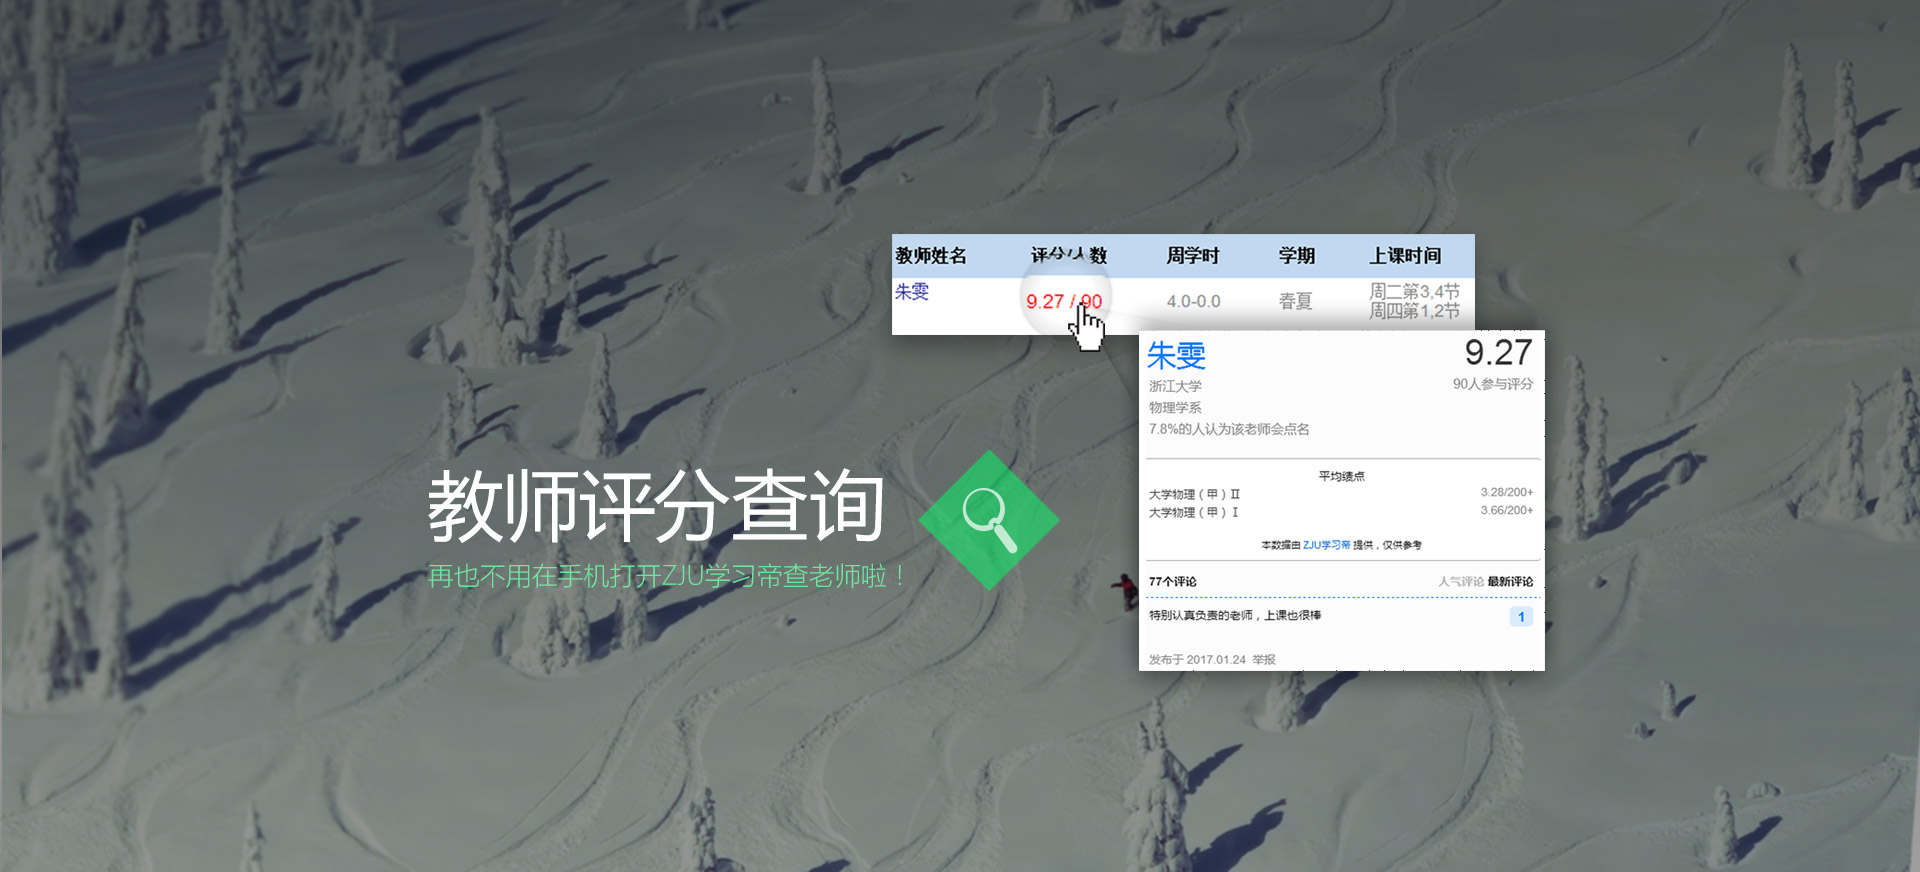 教师姓名 评分/人数 周学时 学期 上课时间
朱雯 9.27 / 90 4.0-0.0 春夏 周二第3,4节
周四第1,2节
朱雯 9.27
浙江大学 90人参与评分
物理学系
7.8%的人认为该老师会点名
平均绩点
大学物理（甲）Ⅱ 3.28/200+
大学物理（甲）Ⅰ 3.66/200+
本数据由 ZJU学习帝 提供，仅供参考
77个评论 人气评论 最新评论
特别认真负责的老师，上课也很棒 1
发布于 2017.01.24 举报
教师评分查询
再也不用在手机打开ZJU学习帝查老师啦！